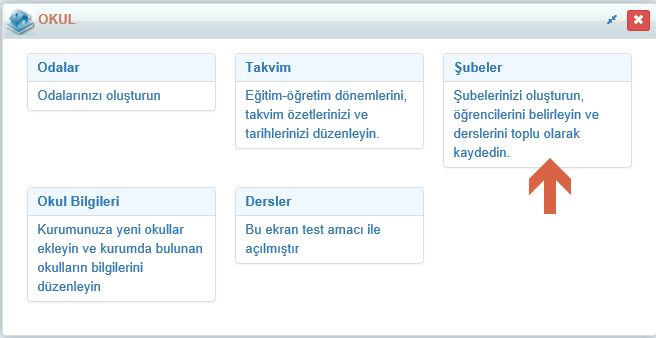 OKUL
Odalar
Odalarınızı oluşturun
Takvim
Eğitim-öğretim dönemlerini,
takvim özetlerinizi ve
tarihlerinizi düzenleyin.
Şubeler
Şubelerinizi oluşturun,
öğrencilerini belirleyin ve
derslerini toplu olarak
kaydedin.
Okul Bilgileri
Kurumunuza yeni okullar
ekleyin ve kurumda bulunan
okulların bilgilerini
düzenleyin
Dersler
Bu ekran test amacı ile
açılmıştır